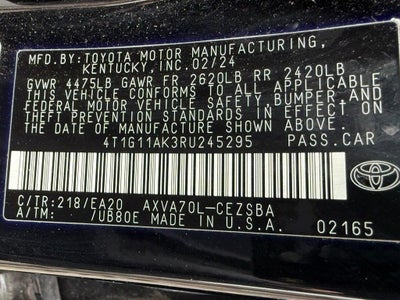 MFD.BY:TOYOTA MOTOR MANUFACTURING,
KENTUCKY,INC.02/24
GVWR 4475LB GAWR FR 2620LB RR 2420LB
THIS VEHICLE CONFORMS TO ALL APPLICABLE
FEDERAL MOTOR VEHICLE SAFETY,BUMPER,AND
THEFT PREVENTION STANDARDS IN EFFECT ON
THE DATE OF MANUFACTURE SHOWN ABOVE.
4T1G11AK3RU245295 PASS.CAR
C/TR:218/EA20 AXVA70L-CEZSBA
A/TM: /UB80E MADE IN U.S.A. 02165
TOYOTA